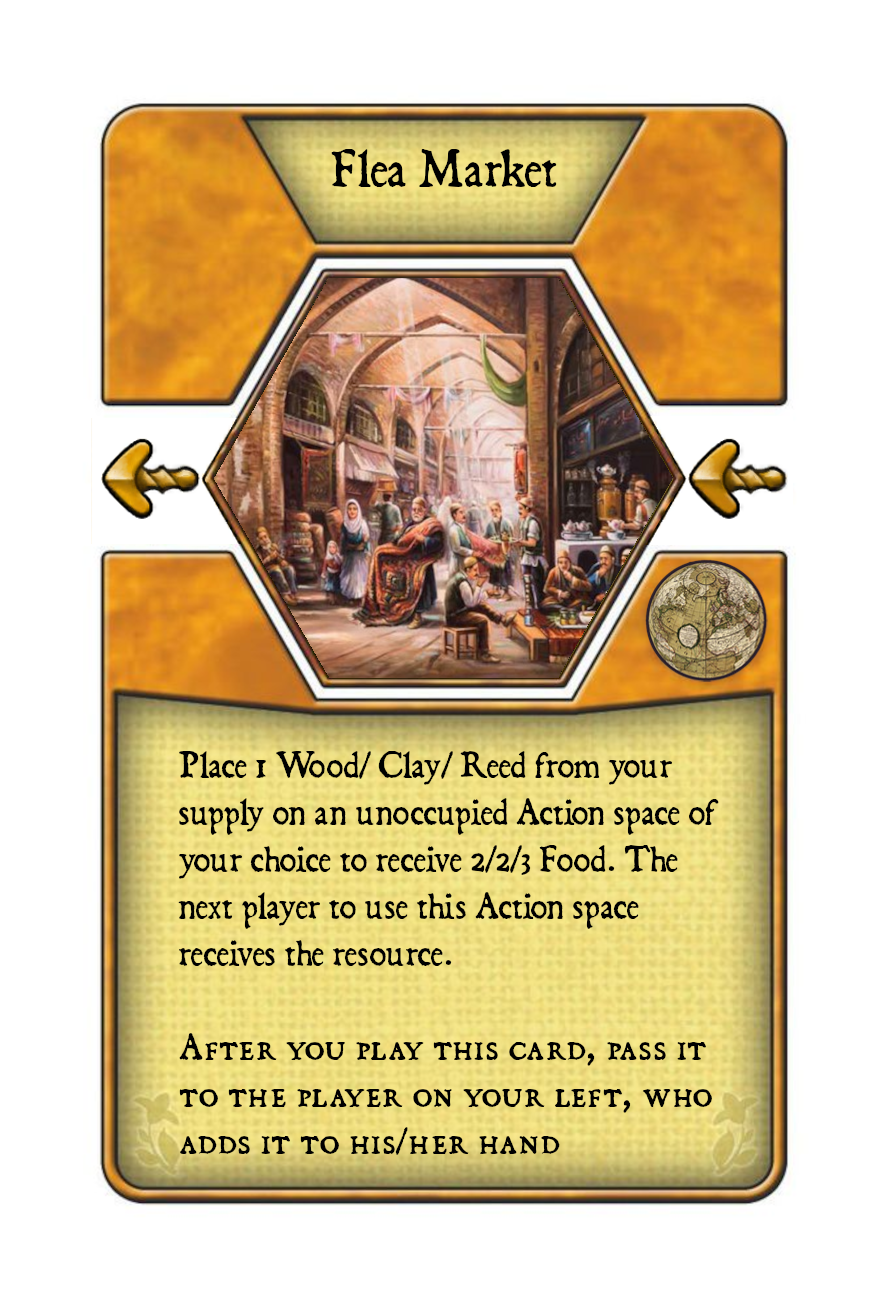 Flea Market
Place 1 Wood/ Clay/ Reed from your
supply on an unoccupied Action space of
your choice to receive 2/2/3 Food. The
next player to use this Action space
receives the resource.
After you play this card, pass it
to the player on your left, who
adds it to his/her hand